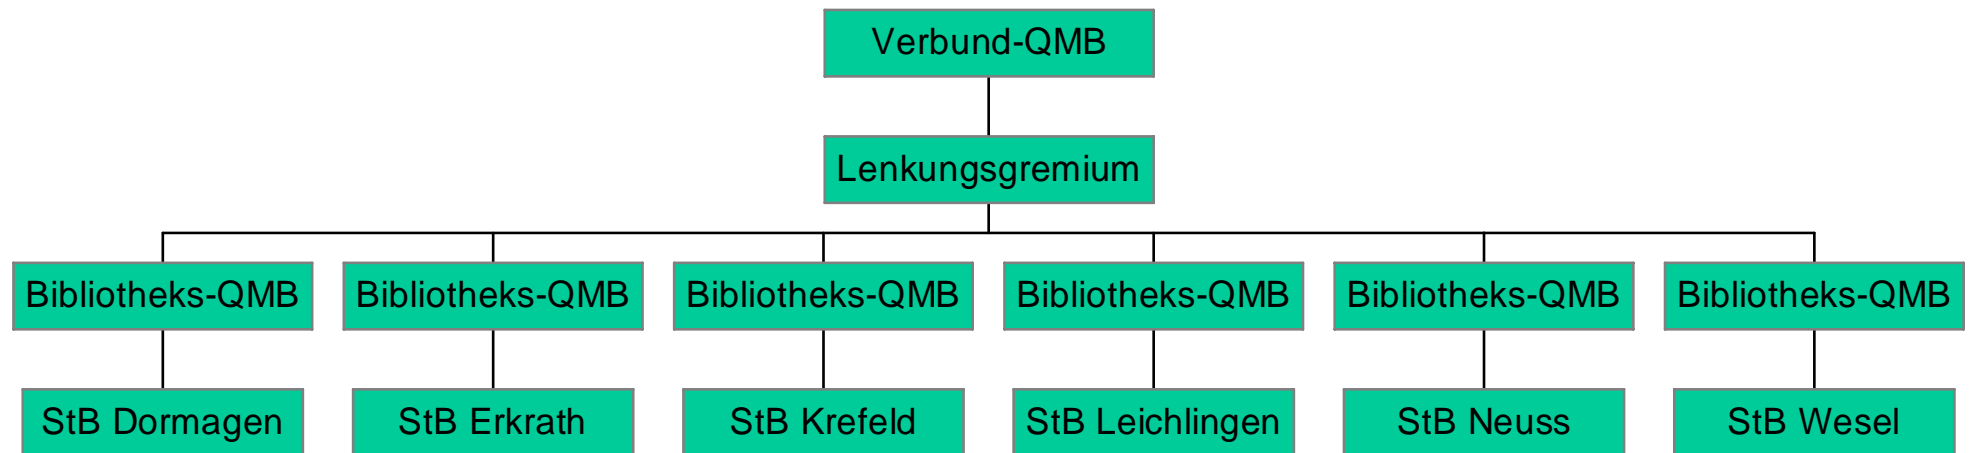 Verbund-QMB
Lenkungsgremium
Bibliotheks-QMB Bibliotheks-QMB Bibliotheks-QMB Bibliotheks-QMB Bibliotheks-QMB Bibliotheks-QMB
StB Dormagen StB Erkrath StB Krefeld StB Leichlingen StB Neuss StB Wesel